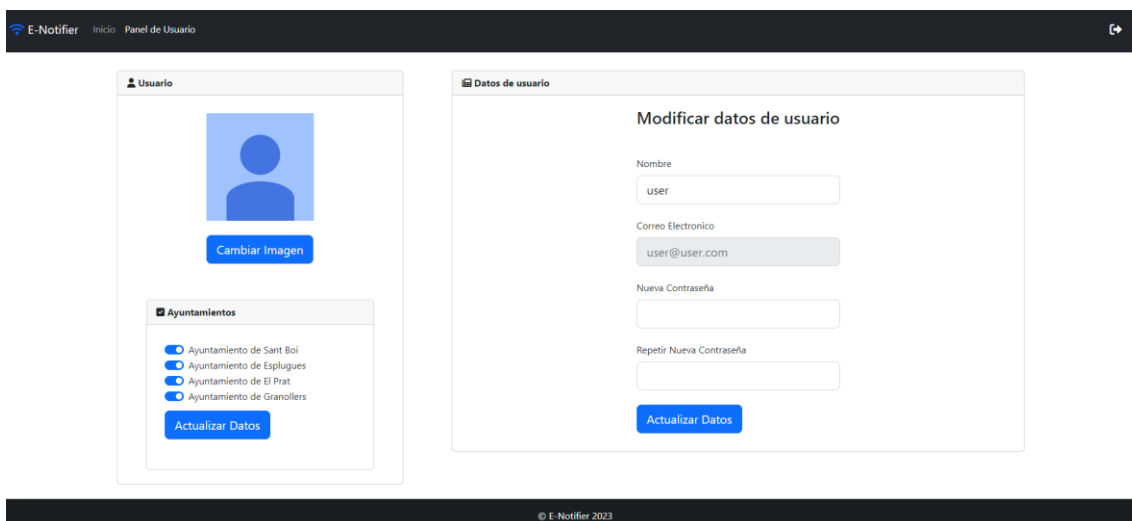 E-Notifier Inicio Panel de Usuario
Usuario
Cambiar Imagen
Ayuntamientos
Ayuntamiento de Sant Boi
Ayuntamiento de Esplugues
Ayuntamiento de El Prat
Ayuntamiento de Granollers
Actualizar Datos
Datos de usuario
Modificar datos de usuario
Nombre
user
Correo Electronico
user@user.com
Nueva Contraseña
Repetir Nueva Contraseña
Actualizar Datos
© E-Notifier 2023